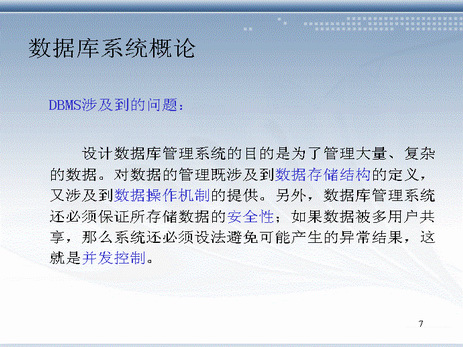 数据库系统概论
DBMS涉及到的问题：
设计数据库管理系统的目的是为了管理大量、复杂
的数据。对数据的管理既涉及到数据存储结构的定义，
又涉及到数据操作机制的提供。另外，数据库管理系统
还必须保证所存储数据的安全性；如果数据被多用户共
享，那么系统还必须设法避免可能产生的异常结果，这
就是并发控制。
7